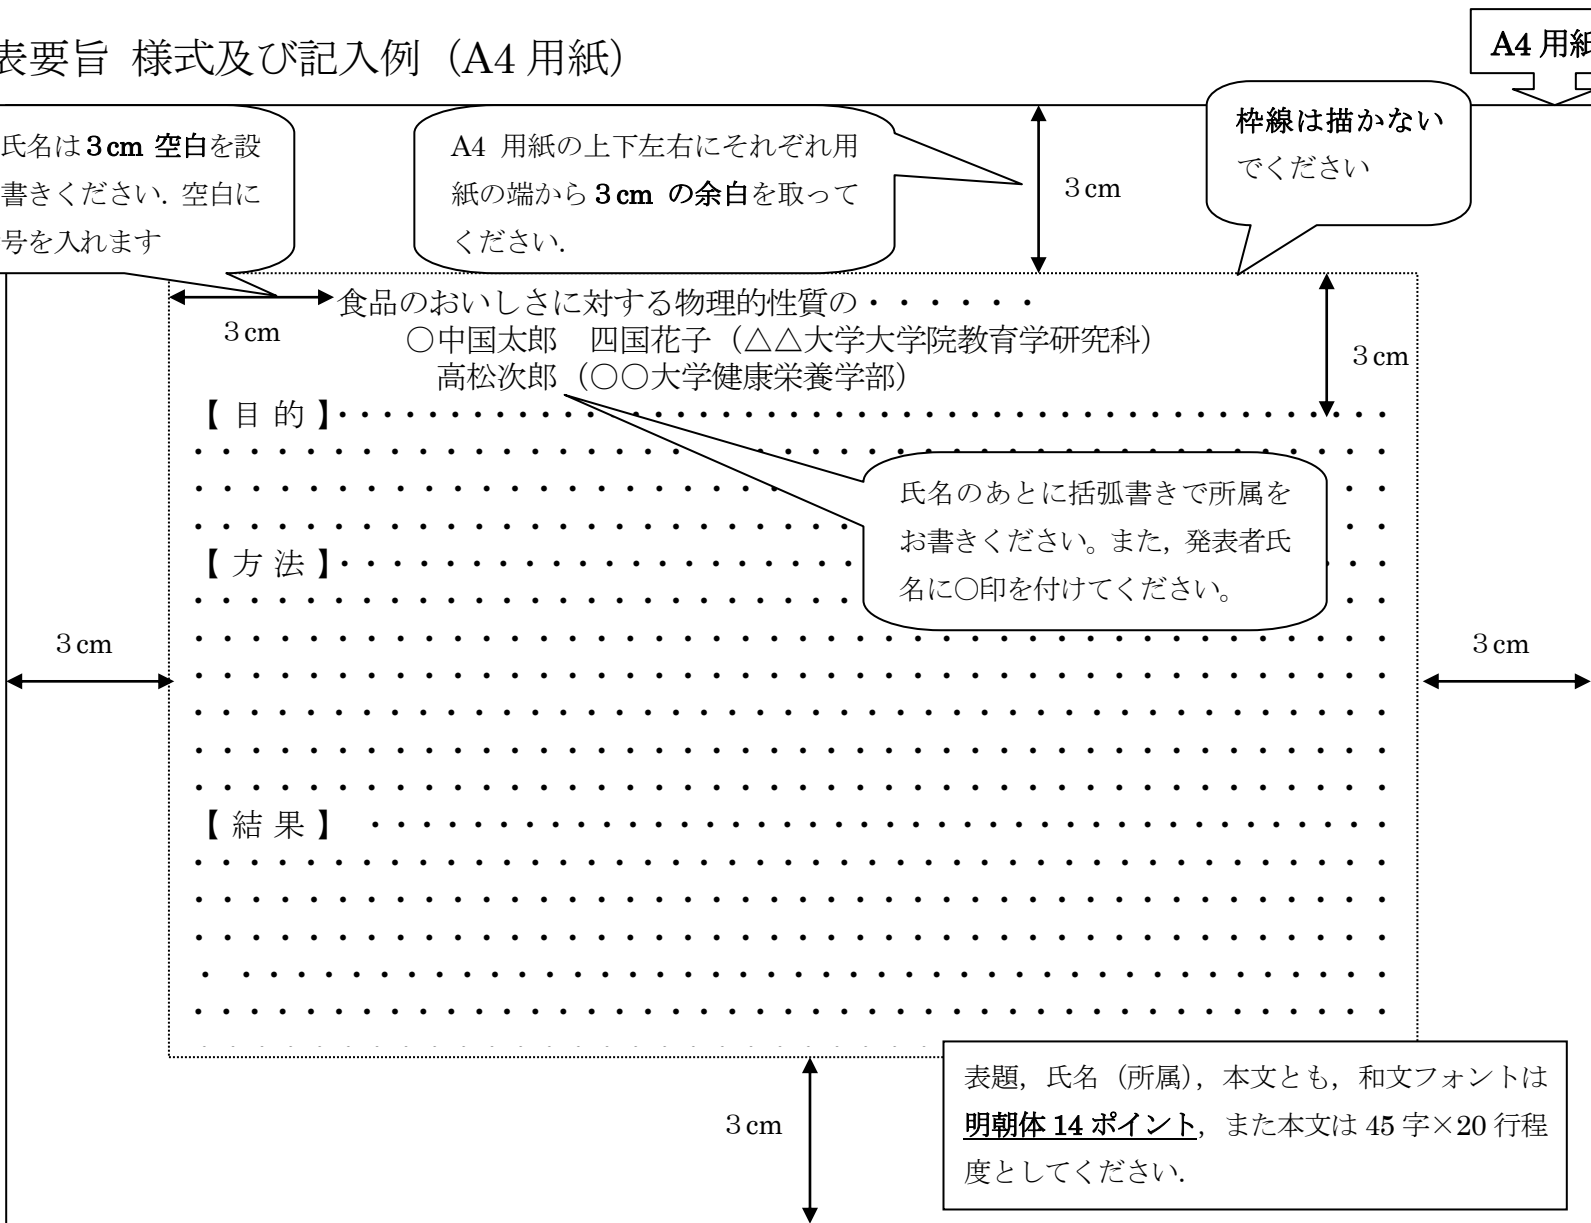 表要旨 様式及び記入例（A4 用紙）
A4 用紙
氏名は３cm 空白を設
書きください. 空白に
号を入れます
A4 用紙の上下左右にそれぞれ用
紙の端から３cm の余白を取って
ください.
３cm
枠線は描かない
でください
３cm
食品のおいしさに対する物理的性質の・・・・・・
○中国太郎　四国花子（△△大学大学院教育学研究科）
高松次郎（○○大学健康栄養学部）
３cm
【目的】
氏名のあとに括弧書きで所属を
お書きください。また，発表者氏
名に○印を付けてください。
【方法】
３cm
３cm
【結果】
３cm
表題，氏名（所属），本文とも，和文フォントは
明朝体 14 ポイント，また本文は 45 字×20 行程
度としてください.